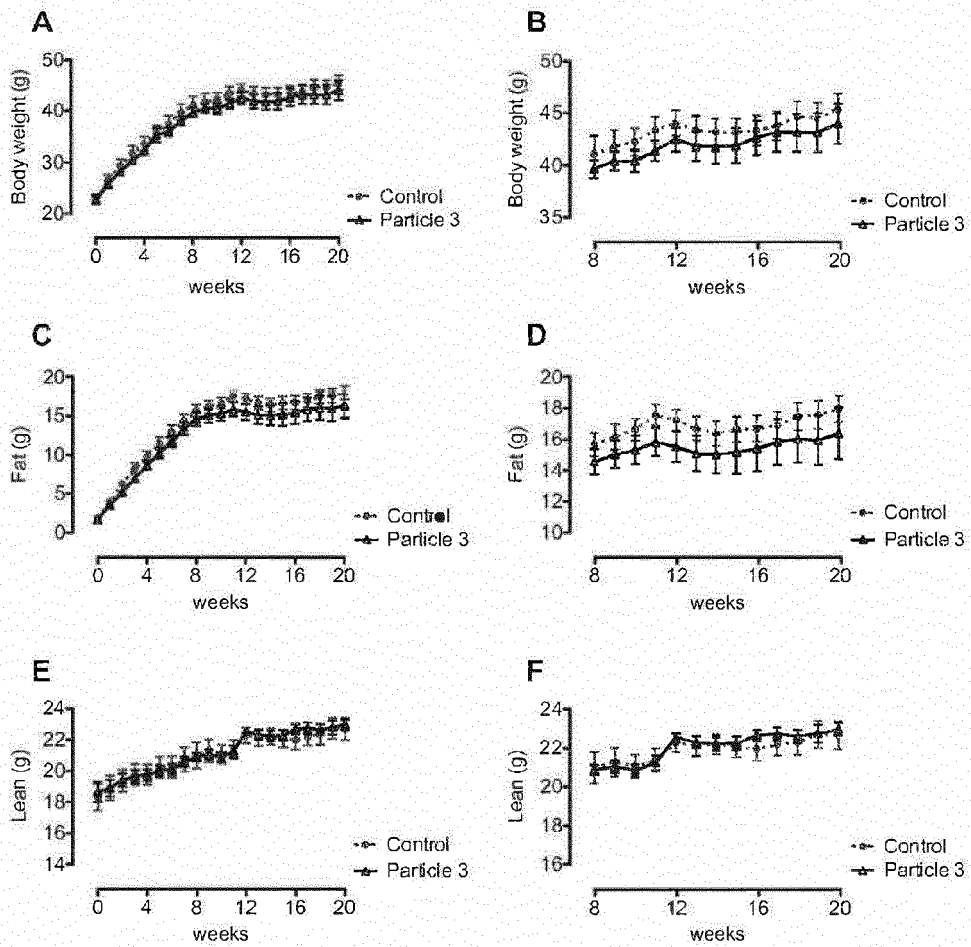 A
Body weight (g)
50
40
30
20
Control
Particle 3
0 4 8 12 16 20
weeks
B
Body weight (g)
50
45
40
35
Control
Particle 3
8 12 16 20
weeks
C
Fat (g)
20
15
10
5
0
Control
Particle 3
0 4 8 12 16 20
weeks
D
Fat (g)
20
18
16
14
12
10
Control
Particle 3
8 12 16 20
weeks
E
Lean (g)
24
22
20
18
16
14
Control
Particle 3
0 4 8 12 16 20
weeks
F
Lean (g)
24
22
20
18
16
Control
Particle 3
8 12 16 20
weeks